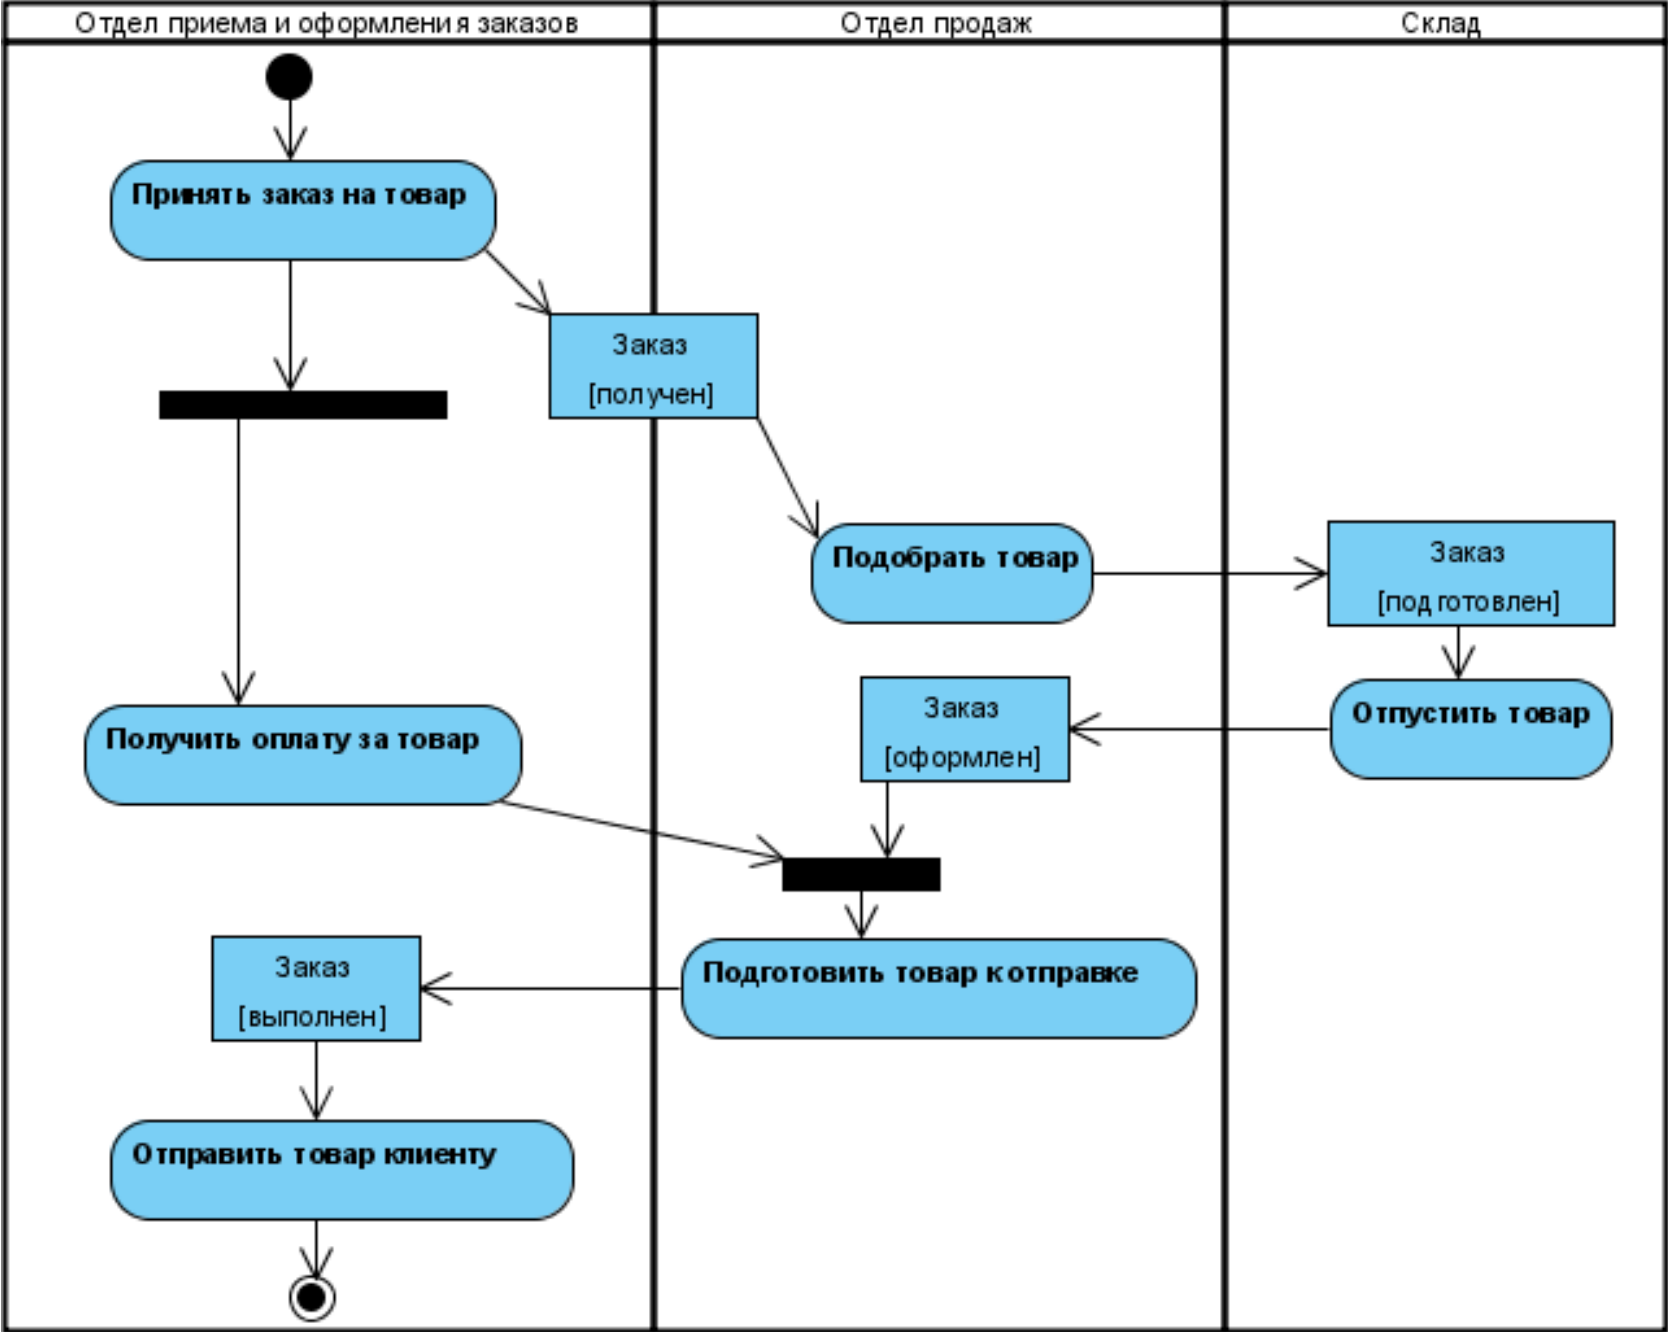 Отдел приема и оформления заказов
Отдел продаж
Склад
Принять заказ на товар
Заказ
[получен]
Подобрать товар
Заказ
[подготовлен]
Получить оплату за товар
Заказ
[оформлен]
Отпустить товар
Заказ
[выполнен]
Подготовить товар к отправке
Отправить товар клиенту